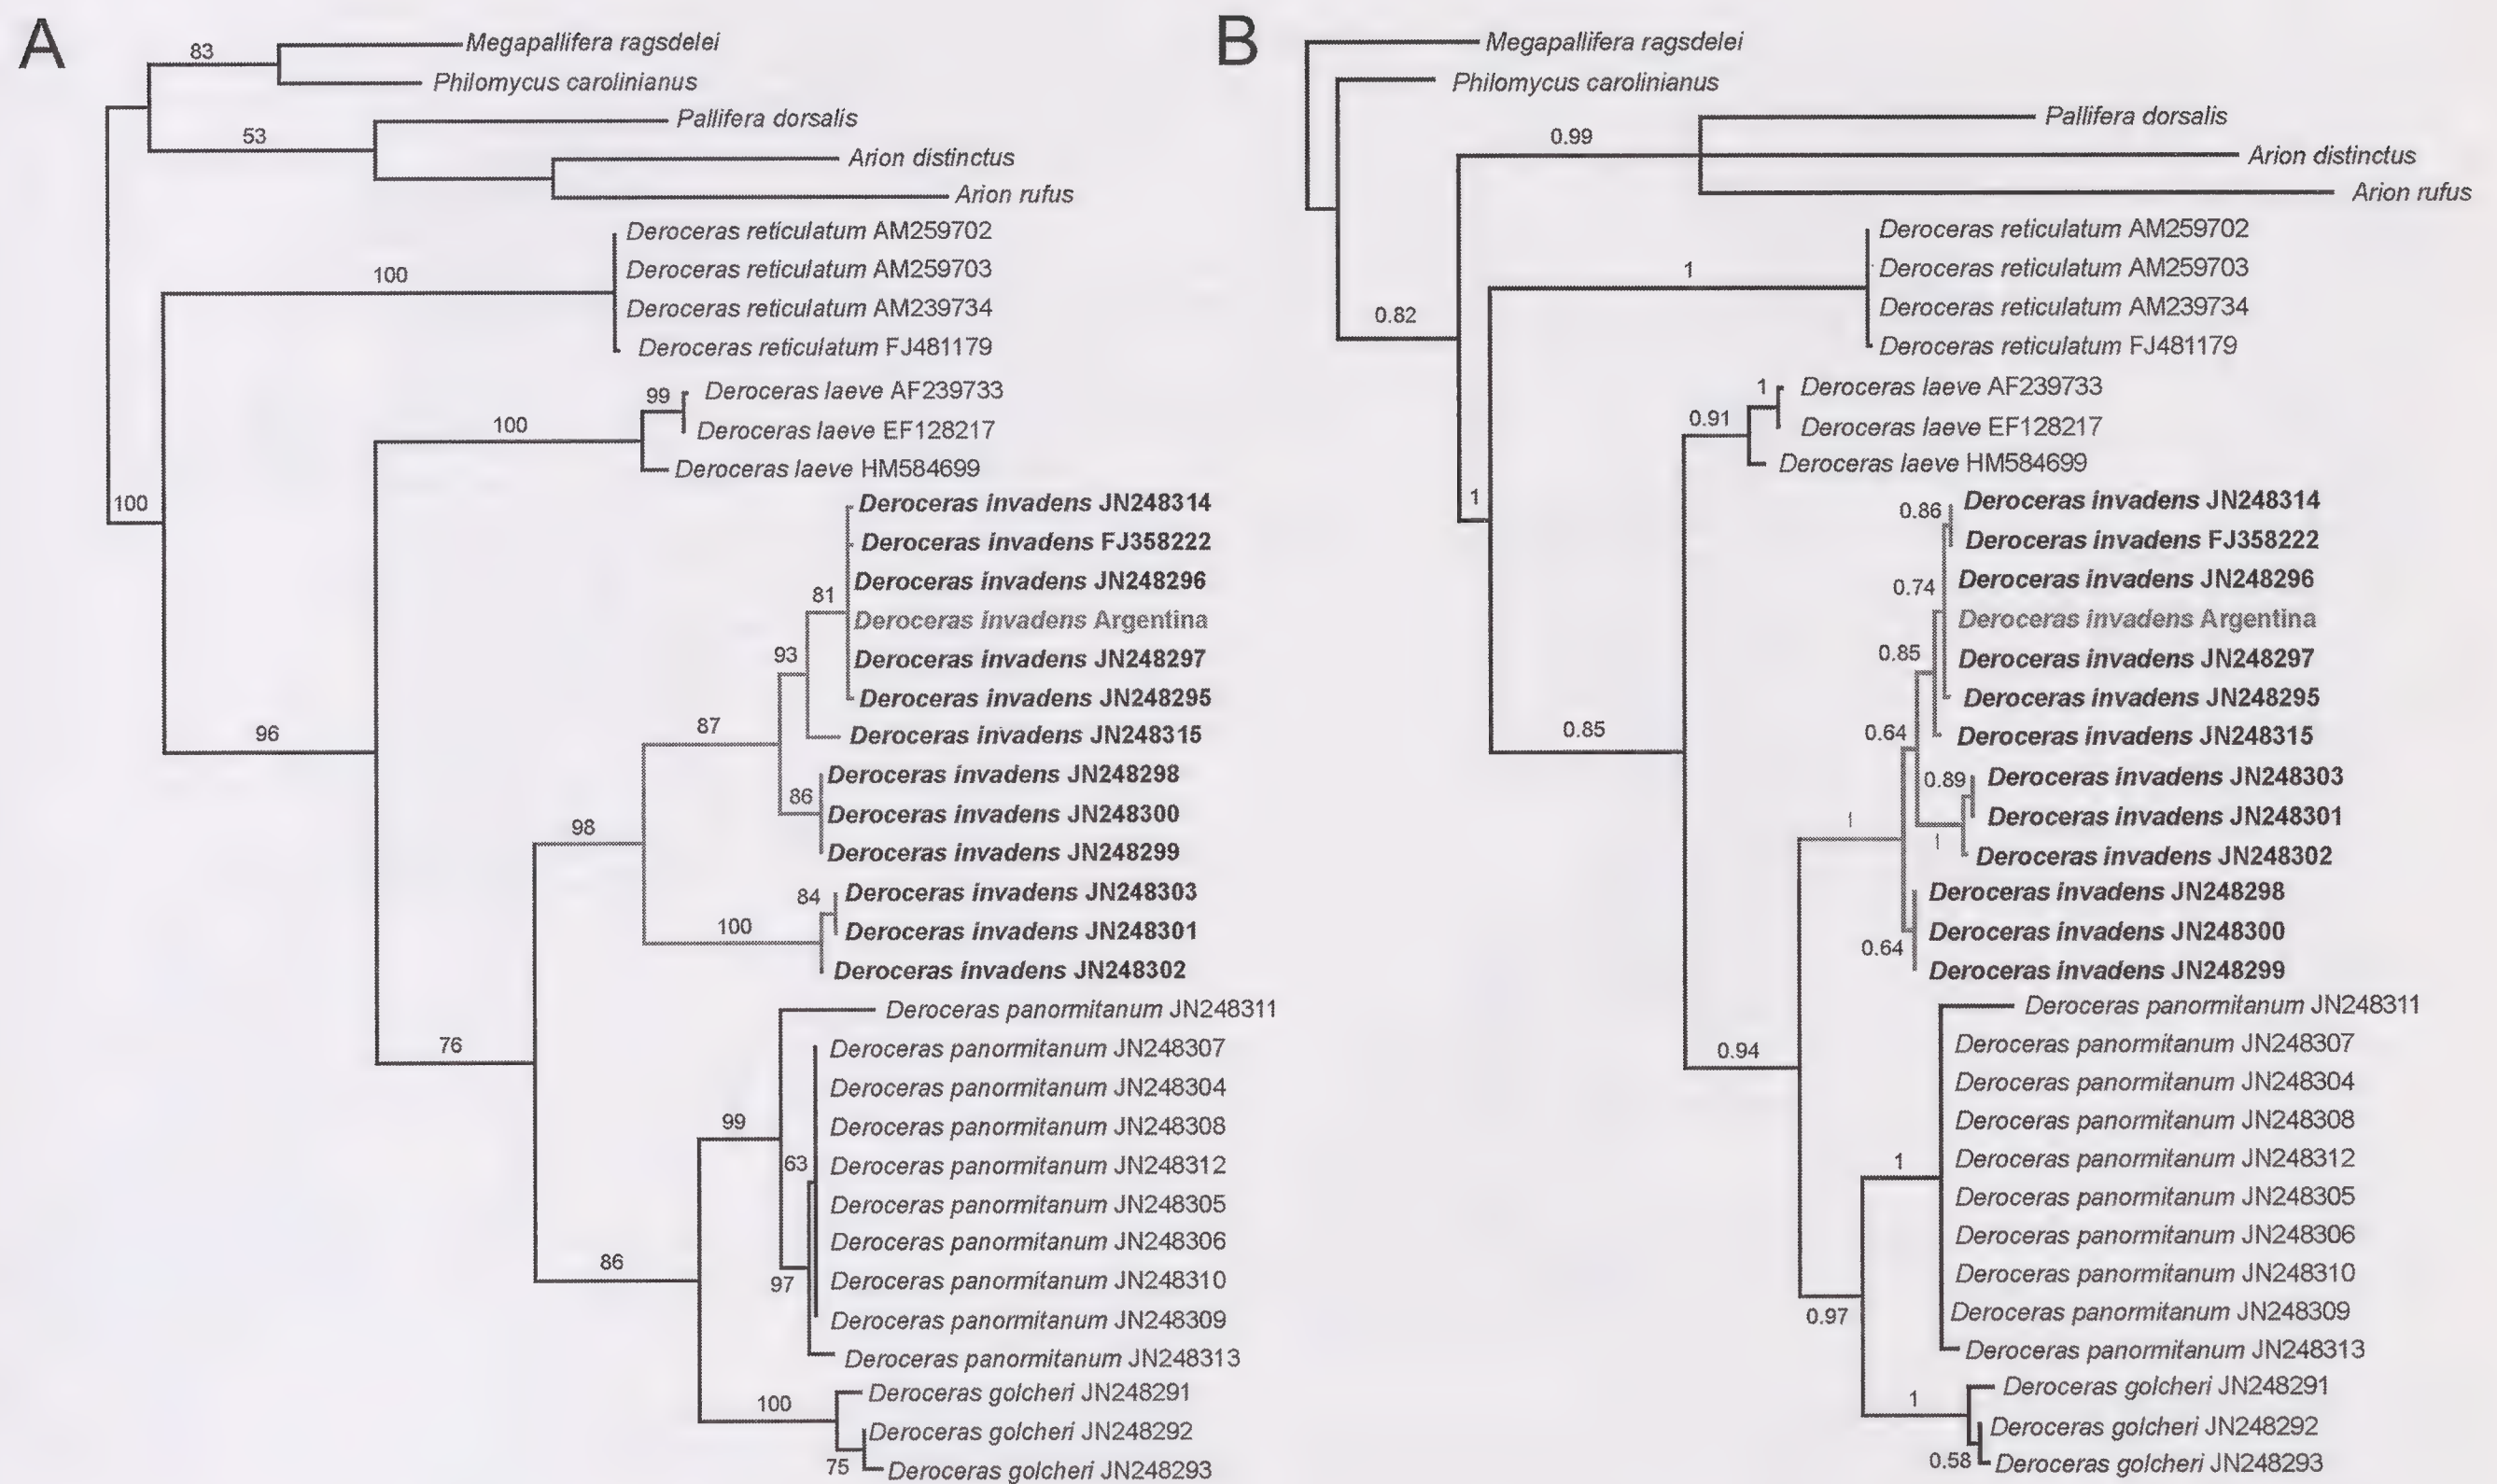 A
83
Megapallifera ragsdelei
Philomycus carolinianus
53
Pallifera dorsalis
Arion distinctus
Arion rufus
Deroceras reticulatum AM259702
100
Deroceras reticulatum AM259703
Deroceras reticulatum AM239734
Deroceras reticulatum FJ481179
99
Deroceras laeve AF239733
100
Deroceras laeve EF128217
Deroceras laeve HM584699
100
Deroceras invadens JN248314
Deroceras invadens FJ358222
81
Deroceras invadens JN248296
Deroceras invadens Argentina
93
Deroceras invadens JN248297
Deroceras invadens JN248295
96
87
Deroceras invadens JN248315
Deroceras invadens JN248298
86
Deroceras invadens JN248300
98
Deroceras invadens JN248299
84
Deroceras invadens JN248303
100
Deroceras invadens JN248301
Deroceras invadens JN248302
Deroceras panormitanum JN248311
76
Deroceras panormitanum JN248307
Deroceras panormitanum JN248304
99
Deroceras panormitanum JN248308
63
Deroceras panormitanum JN248312
Deroceras panormitanum JN248305
Deroceras panormitanum JN248306
86
97
Deroceras panormitanum JN248310
Deroceras panormitanum JN248309
Deroceras panormitanum JN248313
100
Deroceras golcheri JN248291
Deroceras golcheri JN248292
75
Deroceras golcheri JN248293
B
Megapallifera ragsdelei
Philomycus carolinianus
0.99
Pallifera dorsalis
Arion distinctus
Arion rufus
Deroceras reticulatum AM259702
1
Deroceras reticulatum AM259703
Deroceras reticulatum AM239734
0.82
Deroceras reticulatum FJ481179
1
Deroceras laeve AF239733
0.91
Deroceras laeve EF128217
Deroceras laeve HM584699
1
0.86
Deroceras invadens JN248314
Deroceras invadens FJ358222
0.74
Deroceras invadens JN248296
Deroceras invadens Argentina
0.85
Deroceras invadens JN248297
Deroceras invadens JN248295
0.85
0.64
Deroceras invadens JN248315
0.89
Deroceras invadens JN248303
1
Deroceras invadens JN248301
1
Deroceras invadens JN248302
Deroceras invadens JN248298
Deroceras invadens JN248300
0.64
Deroceras invadens JN248299
Deroceras panormitanum JN248311
0.94
Deroceras panormitanum JN248307
Deroceras panormitanum JN248304
Deroceras panormitanum JN248308
1
Deroceras panormitanum JN248312
Deroceras panormitanum JN248305
Deroceras panormitanum JN248306
Deroceras panormitanum JN248310
0.97
Deroceras panormitanum JN248309
Deroceras panormitanum JN248313
1
Deroceras golcheri JN248291
Deroceras golcheri JN248292
0.58
Deroceras golcheri JN248293